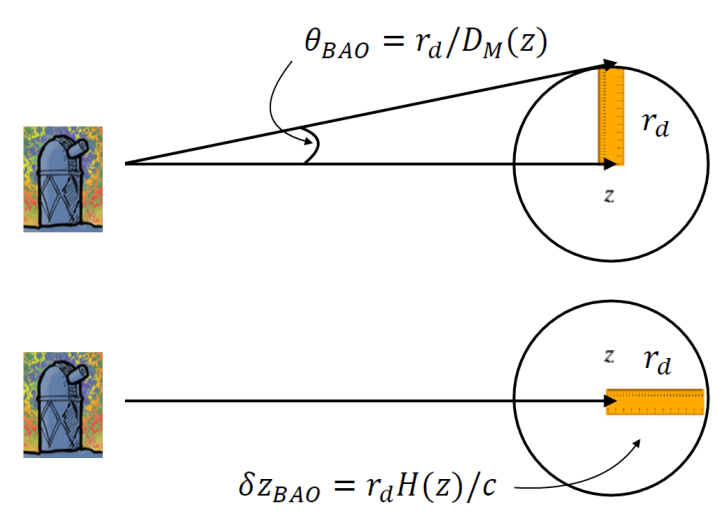 θ_BAO = r_d/D_M(z)
r_d
z
z
r_d
δz_BAO = r_d H(z)/c